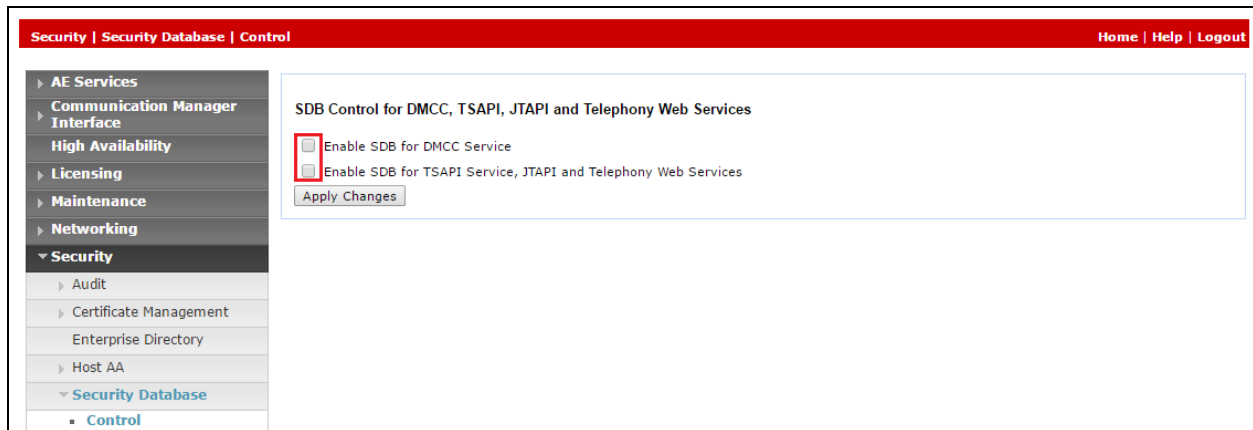 Security | Security Database | Control
Home | Help | Logout
AE Services
Communication Manager
Interface
High Availability
Licensing
Maintenance
Networking
Security
Audit
Certificate Management
Enterprise Directory
Host AA
Security Database
Control
SDB Control for DMCC, TSAPI, JTAPI and Telephony Web Services
Enable SDB for DMCC Service
Enable SDB for TSAPI Service, JTAPI and Telephony Web Services
Apply Changes